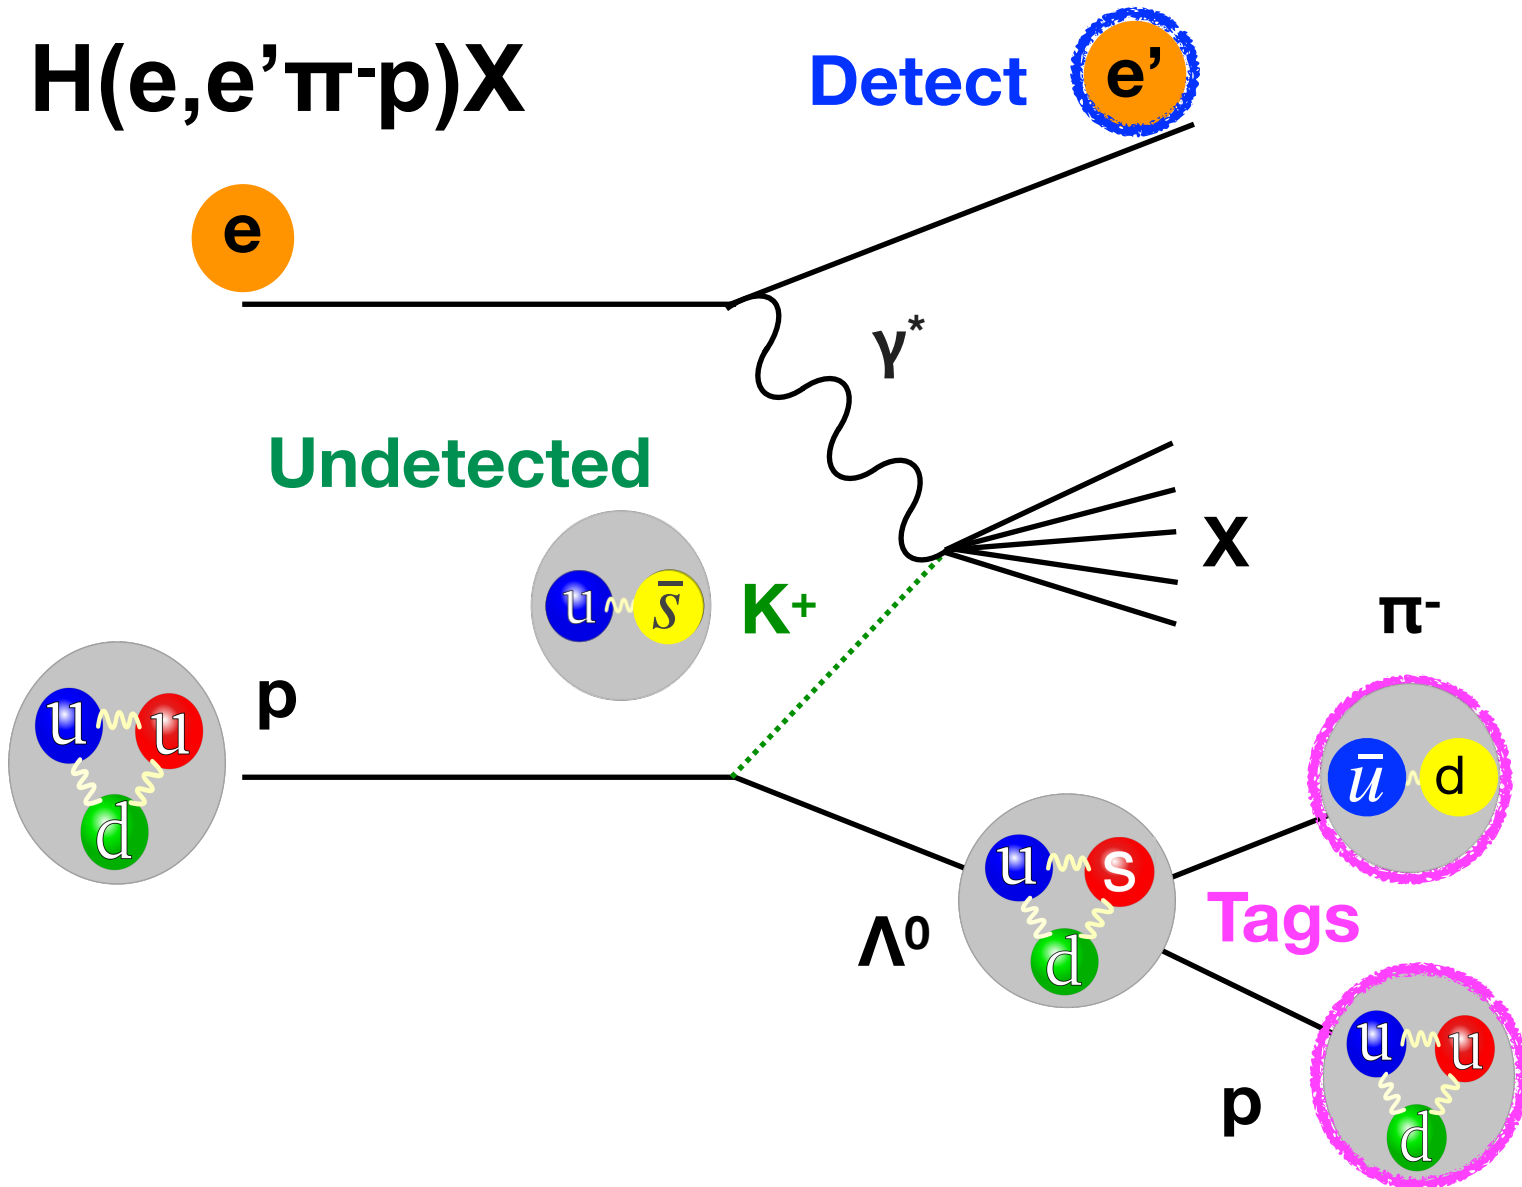 H(e,e’π-p)X
Detect
e’
e
γ*
Undetected
X
u s̄
K+
π-
p
u u
d
ū d
u s
d
Λ0
Tags
p
u u
d